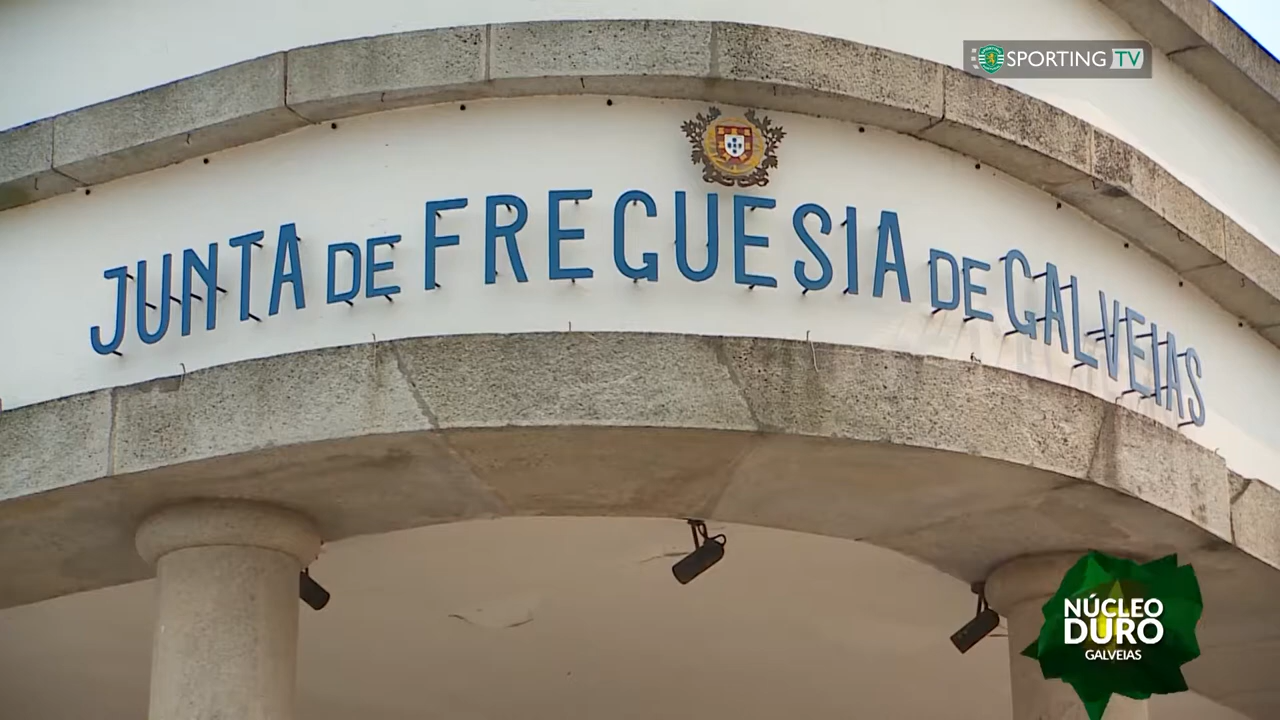 SPORTING TV
JUNTA DE FREGUESIA DE GALVEIAS
NÚCLEO
DURO
GALVEIAS